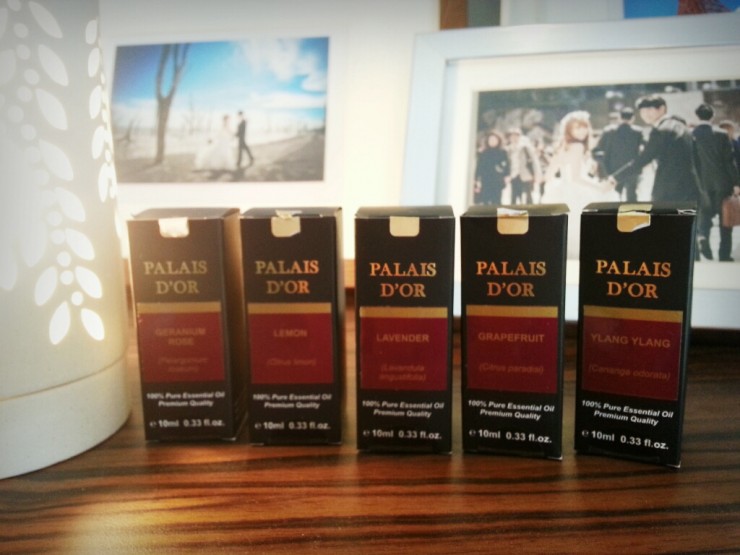 PALAIS
D'OR
GERANIUM
ROSE
100% Pure Essential Oil
Premium Quality
e 10ml 0.33 fl.oz.
PALAIS
D'OR
LEMON
(Citrus limon)
100% Pure Essential Oil
Premium Quality
e 10ml 0.33 fl.oz.
PALAIS
D'OR
LAVENDER
(Lavandula
angustifolia)
100% Pure Essential Oil
Premium Quality
e 10ml 0.33 fl.oz.
PALAIS
D'OR
GRAPEFRUIT
(Citrus paradisi)
100% Pure Essential Oil
Premium Quality
e 10ml 0.33 fl.oz.
PALAIS
D'OR
YLANG YLANG
(Cananga odorata)
100% Pure Essential Oil
Premium Quality
e 10ml 0.33 fl.oz.